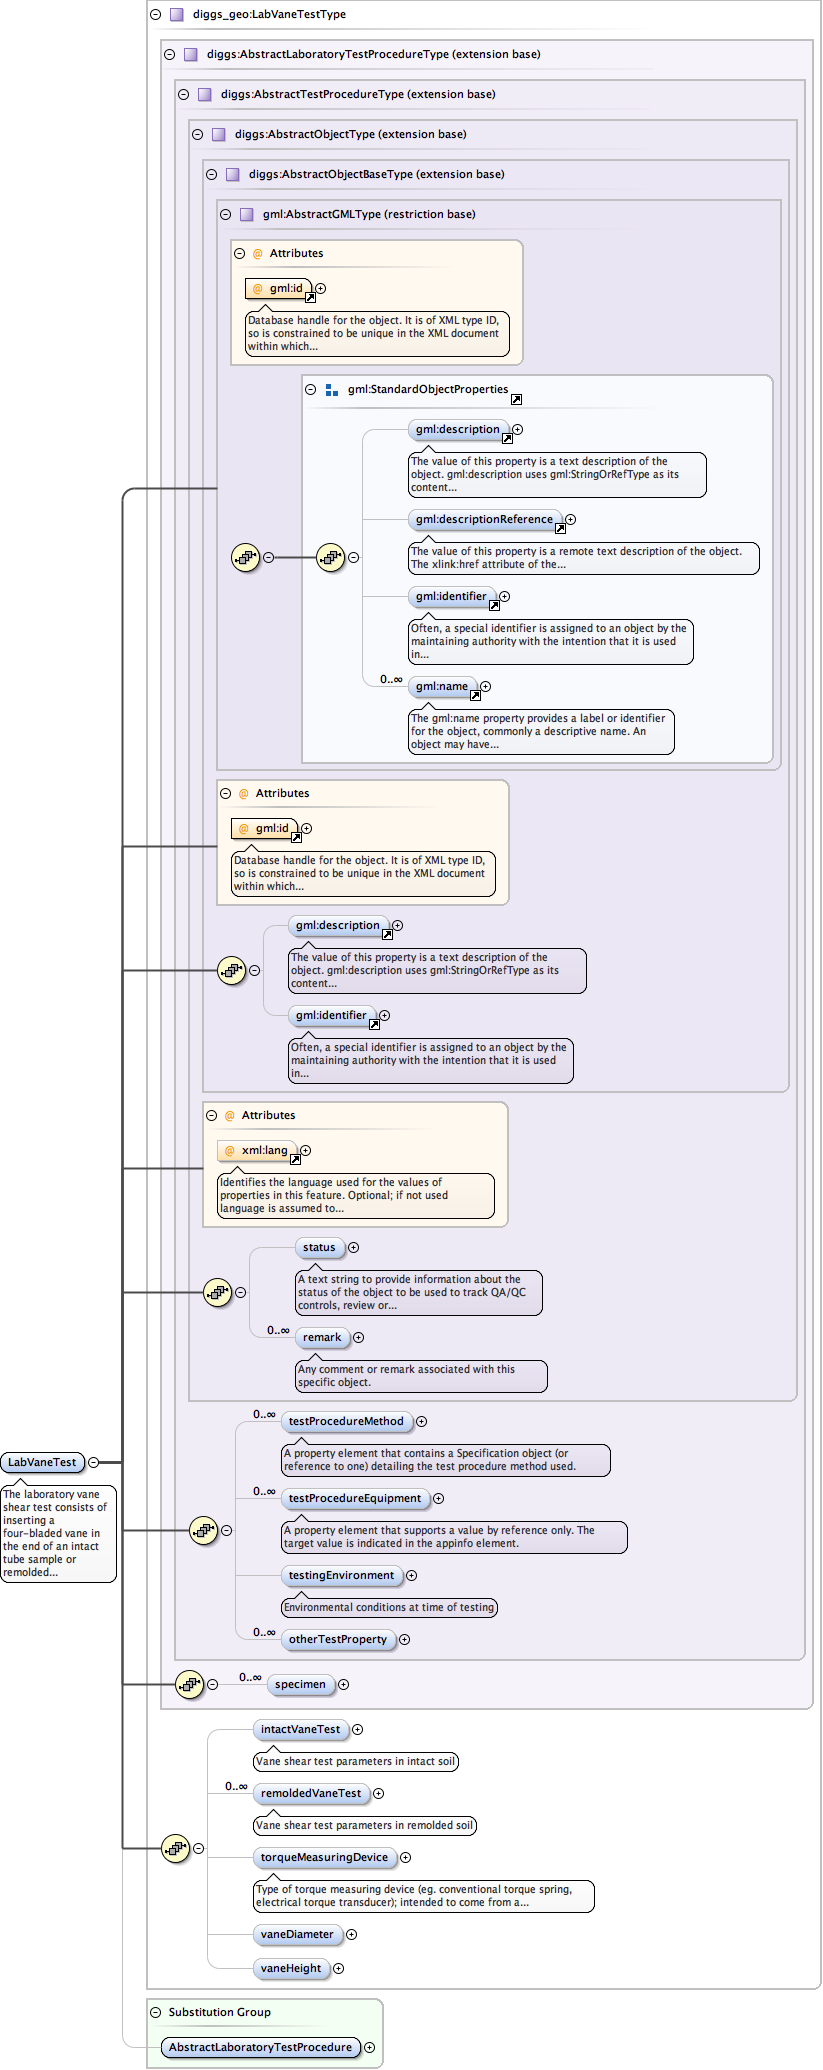 diggs_geo:LabVaneTestType
diggs:AbstractLaboratoryTestProcedureType (extension base)
diggs:AbstractTestProcedureType (extension base)
diggs:AbstractObjectType (extension base)
diggs:AbstractObjectBaseType (extension base)
gml:AbstractGMLType (restriction base)
@ Attributes
@ gml:id
Database handle for the object. It is of XML type ID,
so is constrained to be unique in the XML document
within which...
gml:StandardObjectProperties
gml:description
The value of this property is a text description of the
object. gml:description uses gml:StringOrRefType as its
content...
gml:descriptionReference
The value of this property is a remote text description of the object.
The xlink:href attribute of the...
gml:identifier
Often, a special identifier is assigned to an object by the
maintaining authority with the intention that it is used
in...
0..∞
gml:name
The gml:name property provides a label or identifier
for the object, commonly a descriptive name. An
object may have...
@ Attributes
@ gml:id
Database handle for the object. It is of XML type ID,
so is constrained to be unique in the XML document
within which...
gml:description
The value of this property is a text description of the
object. gml:description uses gml:StringOrRefType as its
content...
gml:identifier
Often, a special identifier is assigned to an object by the
maintaining authority with the intention that it is used
in...
@ Attributes
@ xml:lang
Identifies the language used for the values of
properties in this feature. Optional; if not used
language is assumed to...
status
A text string to provide information about the
status of the object to be used to track QA/QC
controls, review or...
0..∞
remark
Any comment or remark associated with this
specific object.
0..∞
testProcedureMethod
A property element that contains a Specification object (or
reference to one) detailing the test procedure method used.
LabVaneTest
The laboratory vane
shear test consists of
inserting a
four-bladed vane in
the end of an intact
tube sample or
remolded...
0..∞
testProcedureEquipment
A property element that supports a value by reference only. The
target value is indicated in the appinfo element.
testingEnvironment
Environmental conditions at time of testing
0..∞
otherTestProperty
0..∞
specimen
intactVaneTest
Vane shear test parameters in intact soil
0..∞
remoldedVaneTest
Vane shear test parameters in remolded soil
torqueMeasuringDevice
Type of torque measuring device (eg. conventional torque spring,
electrical torque transducer); intended to come from a...
vaneDiameter
vaneHeight
Substitution Group
AbstractLaboratoryTestProcedure